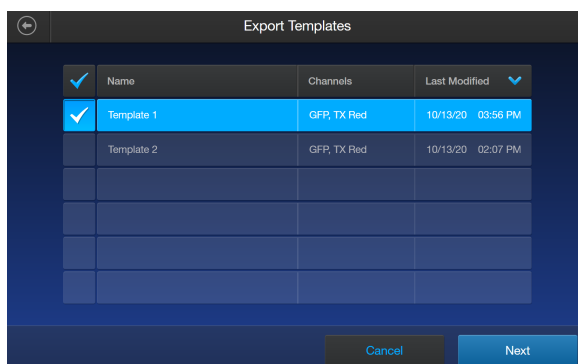 Export Templates
Name Channels Last Modified
Template 1 GFP, TX Red 10/13/20 03:56 PM
Template 2 GFP, TX Red 10/13/20 02:07 PM
Cancel Next